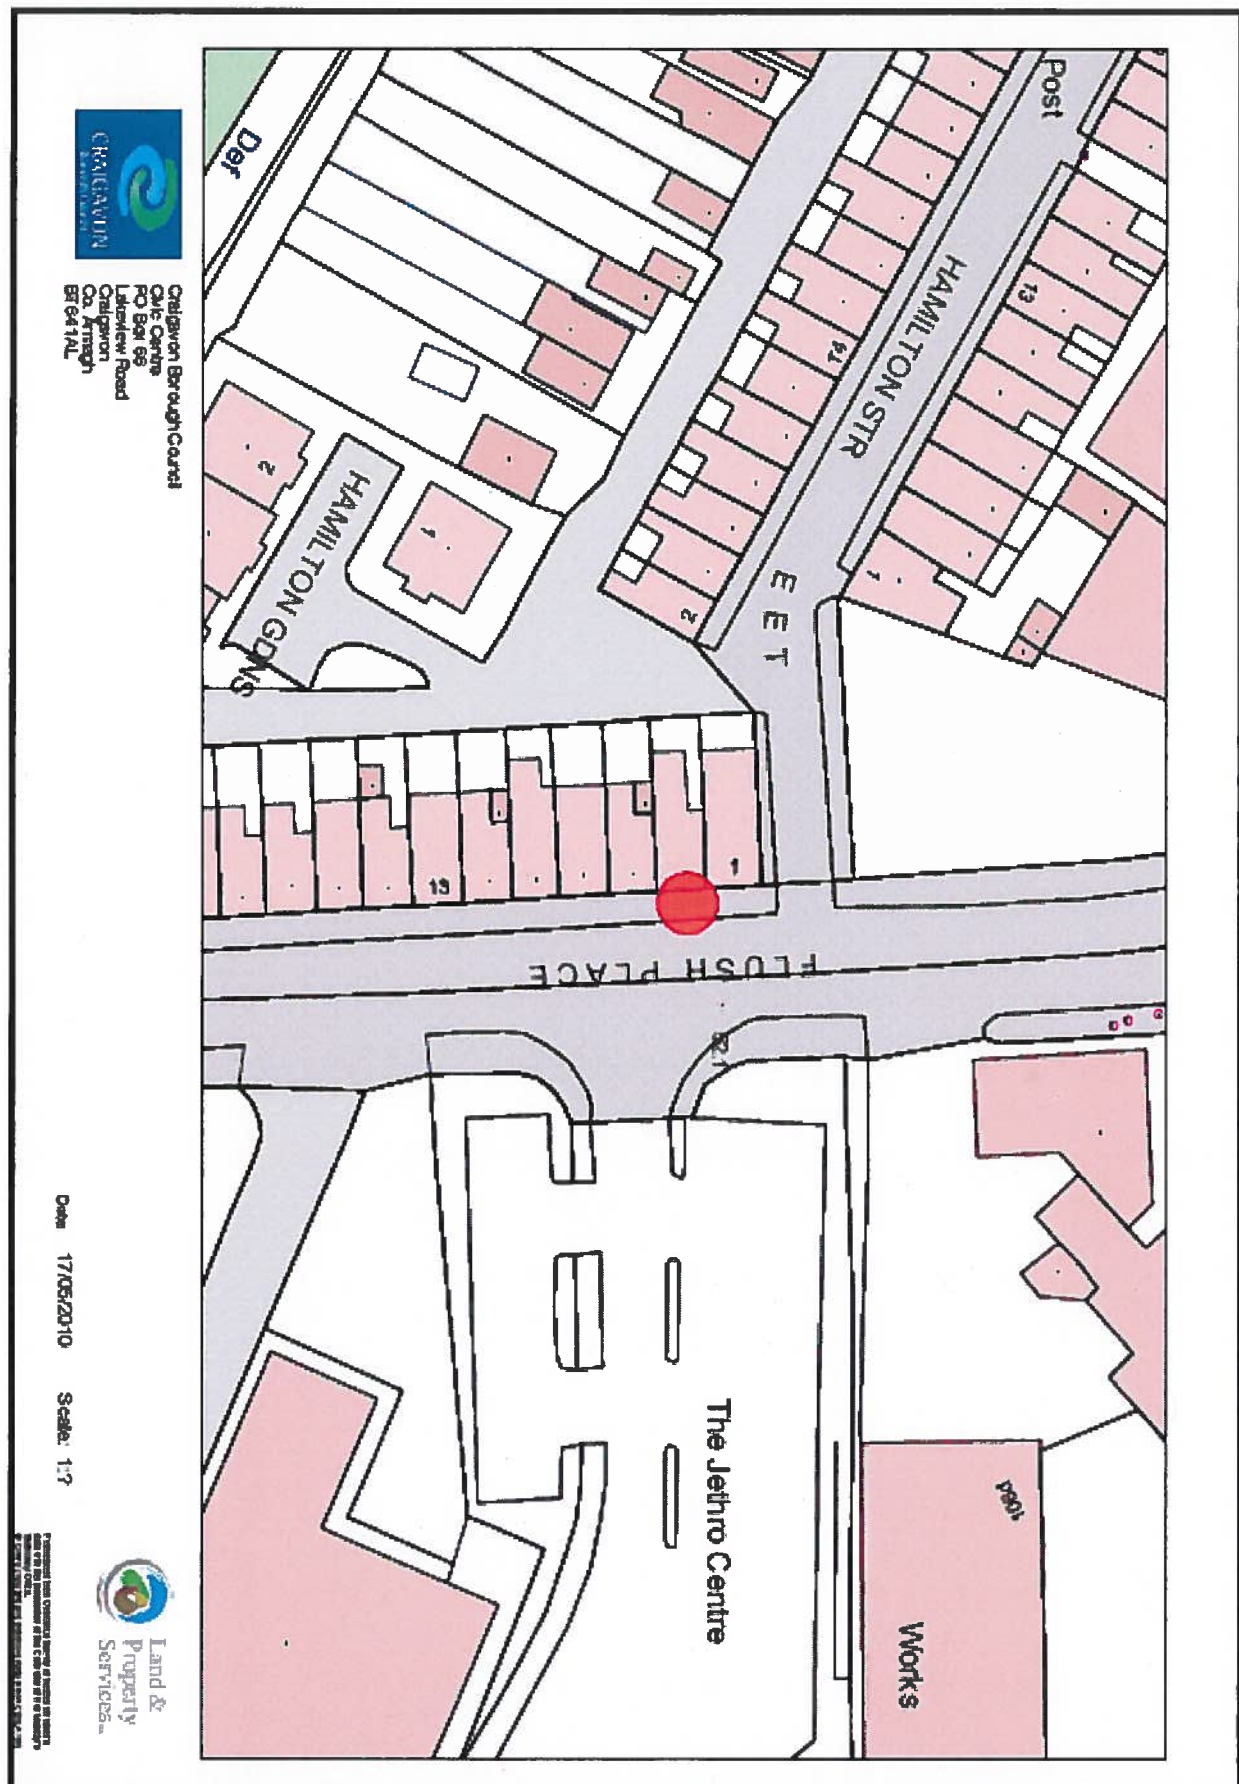 Post
HAMILTON STR
EET
13
14
1
2
Der
HAMILTON GDNS
2
1
1
13
FLUSH PLACE
The Jethro Centre
Works
106d
CRAIGAVON
Craigavon Borough Council
Civic Centre
PO Box 66
Lakeview Road
Craigavon
Co. Armagh
BT64 1AL
Date 17/05/2010 Scale: 1:?
Land &
Property
Services